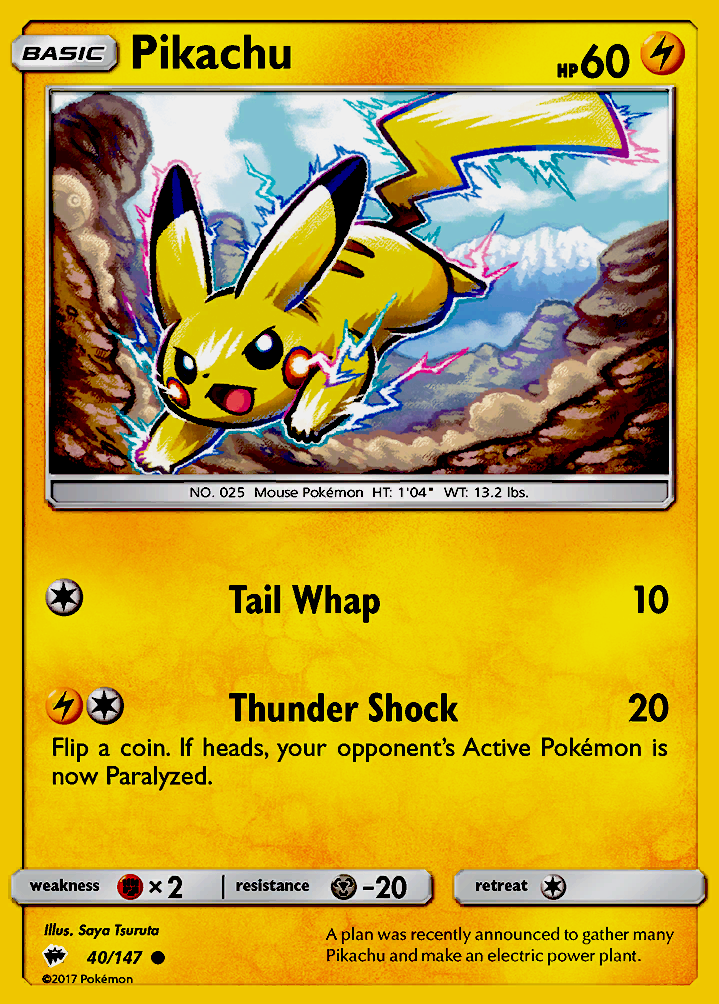 BASIC Pikachu HP60
NO. 025 Mouse Pokémon HT: 1'04" WT: 13.2 lbs.
Tail Whap 10
Thunder Shock 20
Flip a coin. If heads, your opponent's Active Pokémon is
now Paralyzed.
weakness ×2 resistance -20 retreat
Illus. Saya Tsuruta
40/147
©2017 Pokémon
A plan was recently announced to gather many
Pikachu and make an electric power plant.